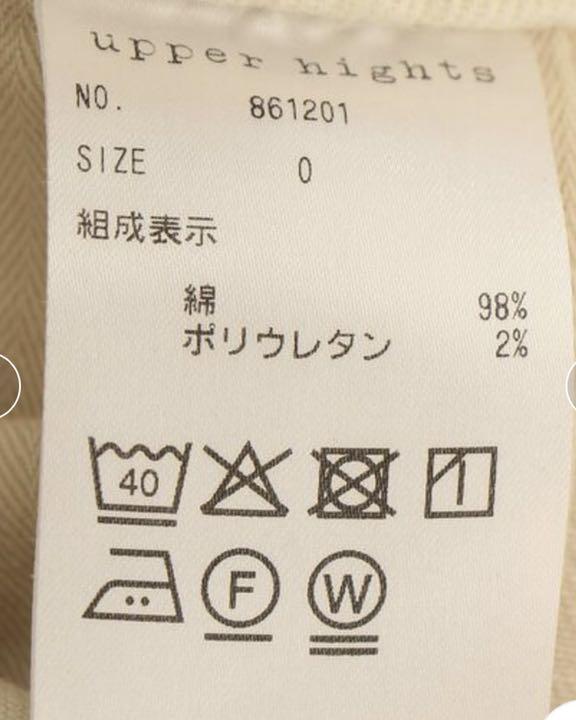 upper hights
NO. 861201
SIZE 0
組成表示
綿 98%
ポリウレタン 2%
40
F W